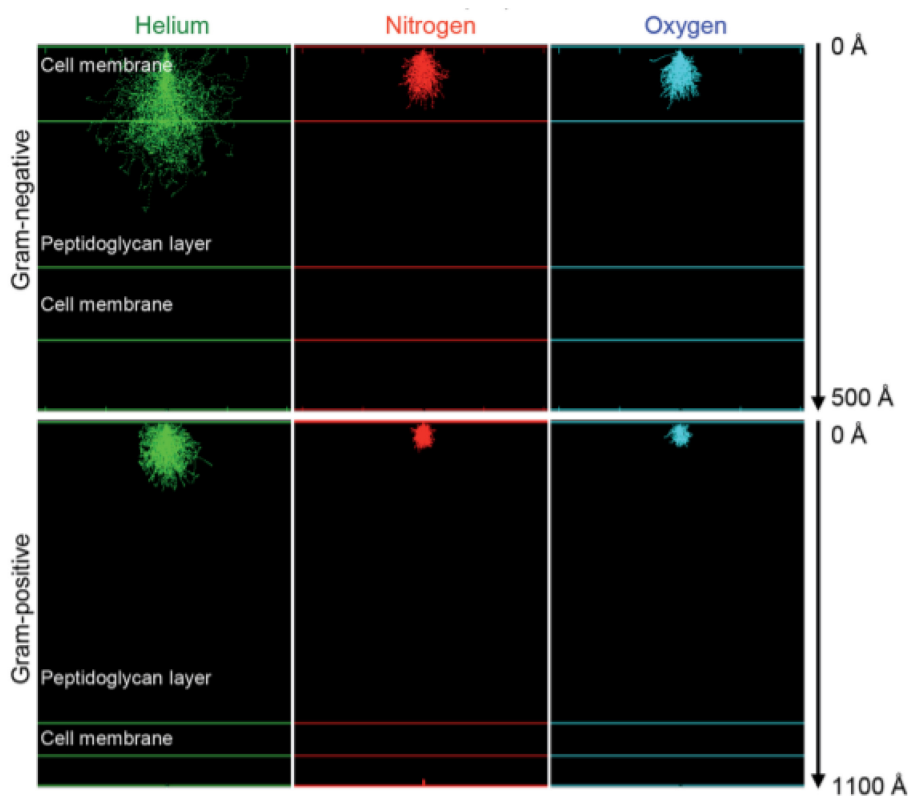 Helium
Nitrogen
Oxygen
0 Å
Cell membrane
Gram-negative
Peptidoglycan layer
Cell membrane
500 Å
0 Å
Gram-positive
Peptidoglycan layer
Cell membrane
1100 Å